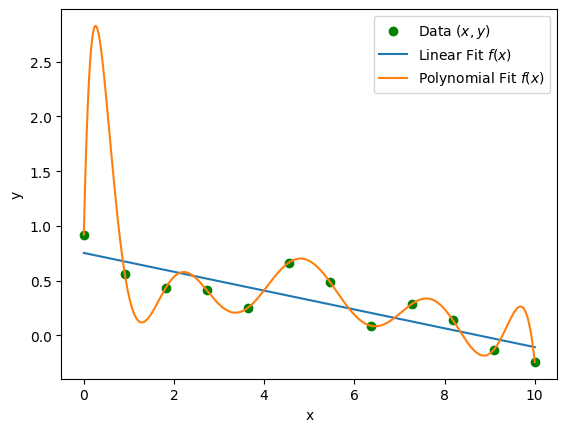 Data (x, y)
Linear Fit f(x)
Polynomial Fit f(x)
2.5
2.0
1.5
1.0
0.5
0.0
y
0 2 4 6 8 10
x